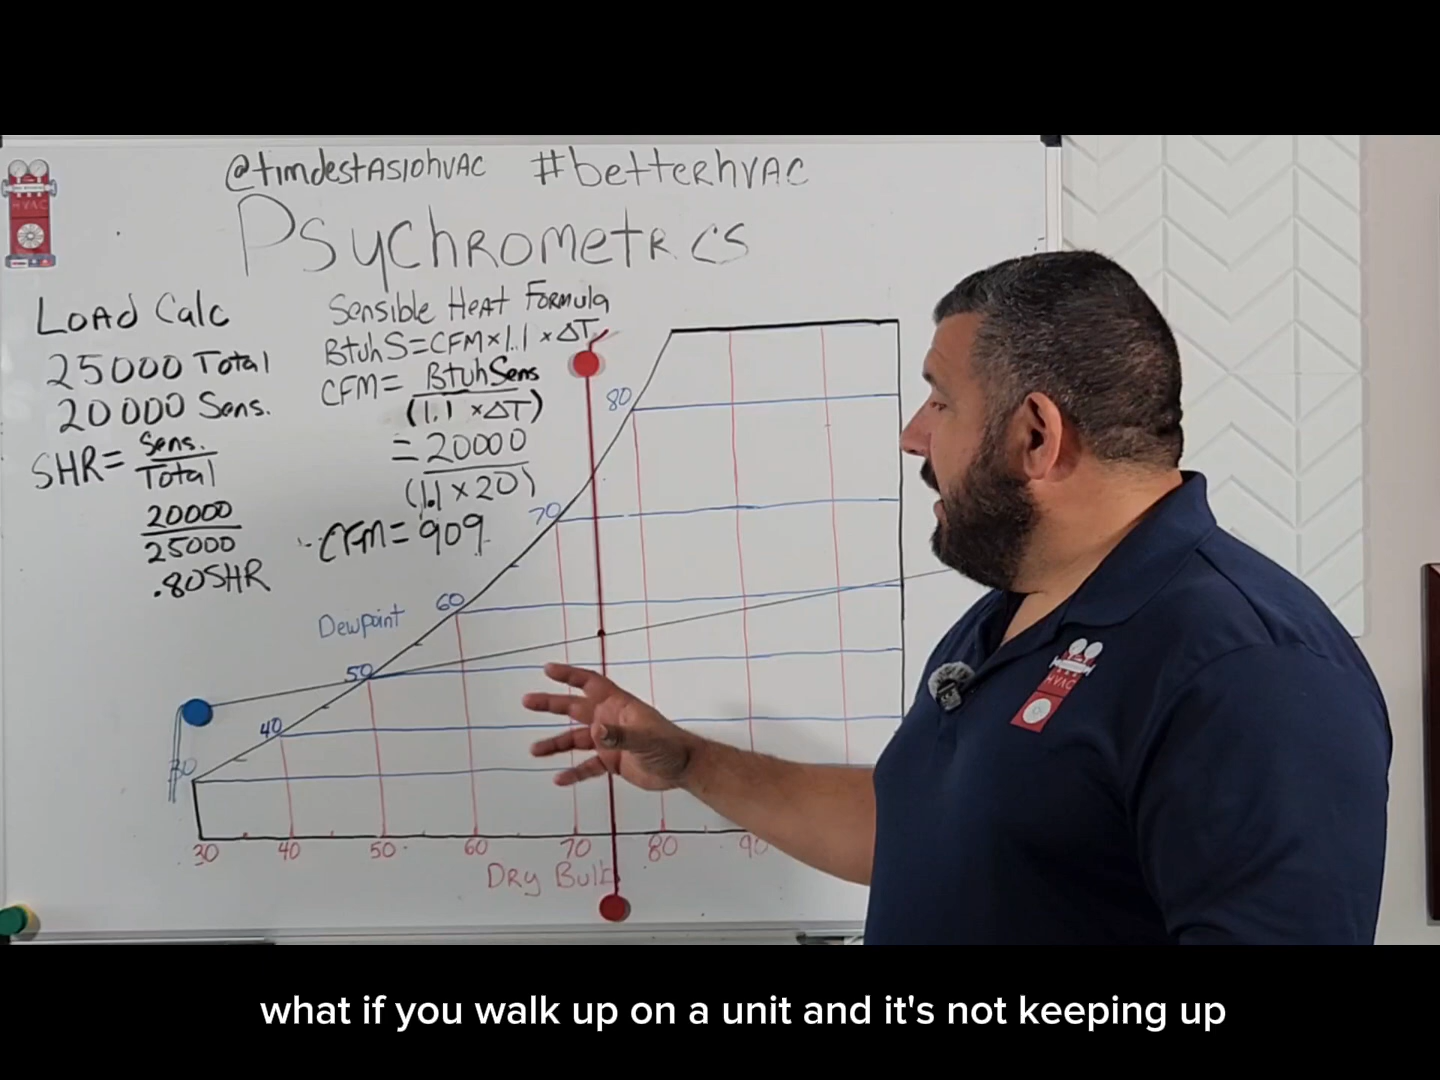 @timdestasiohvac #betterhvac
Psychrometrics
HVAC
Load Calc
25000 Total
20000 Sens.
SHR= Sens.
Total
20000
25000
.80SHR
Sensible Heat Formula
BtuhS=CFM×1.1×ΔT
CFM= BtuhSens
(1.1 ×ΔT)
= 20000
(1.1×20)
CFM= 909
Dewpoint
80
70
60
50
40
30
30 40 50 60 70 80 90
Dry Bulb
HVAC
what if you walk up on a unit and it's not keeping up